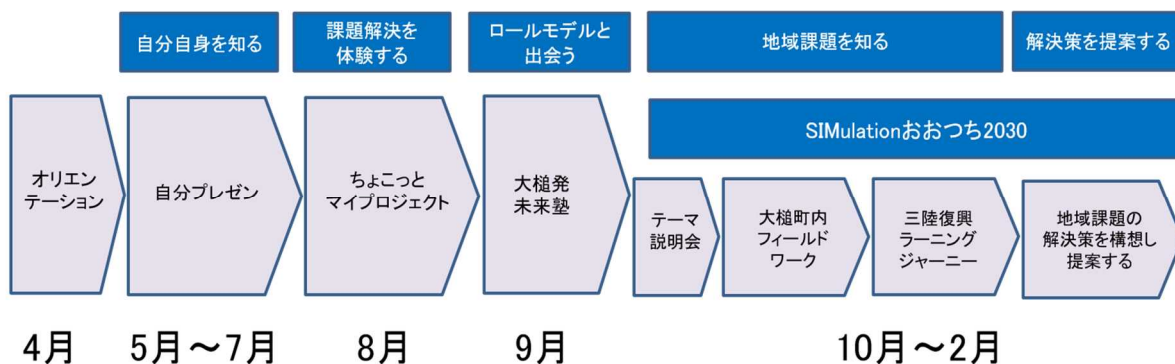 自分自身を知る
課題解決を
体験する
ロールモデルと
出会う
地域課題を知る
解決策を提案する
SIMulationおおつち2030
オリエン
テーション
自分プレゼン
ちょこっと
マイプロジェクト
大槌発
未来塾
テーマ
説明会
大槌町内
フィールド
ワーク
三陸復興
ラーニング
ジャーニー
地域課題の
解決策を構想し
提案する
4月
5月～7月
8月
9月
10月～2月